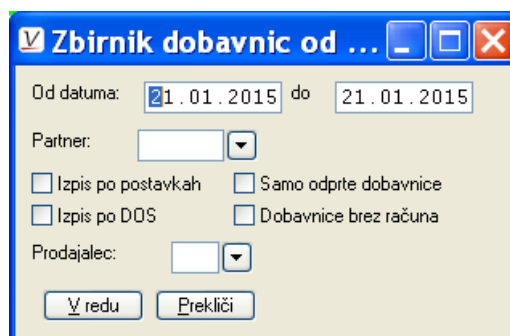 Zbirnik dobavnic od ...
Od datuma: 21.01.2015 do 21.01.2015
Partner:
Izpis po postavkah Samo odprte dobavnice
Izpis po DOS Dobavnice brez računa
Prodajalec:
V redu Prekliči